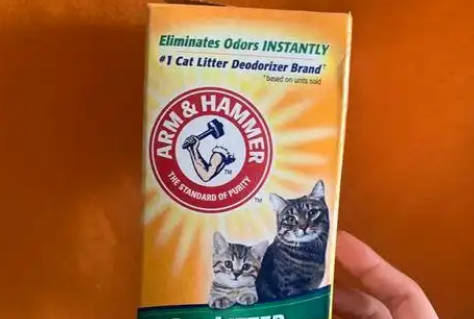 Eliminates Odors INSTANTLY
#1 Cat Litter Deodorizer Brand†
†based on units sold
ARM & HAMMER
THE STANDARD OF PURITY
TM
TM
LITTER